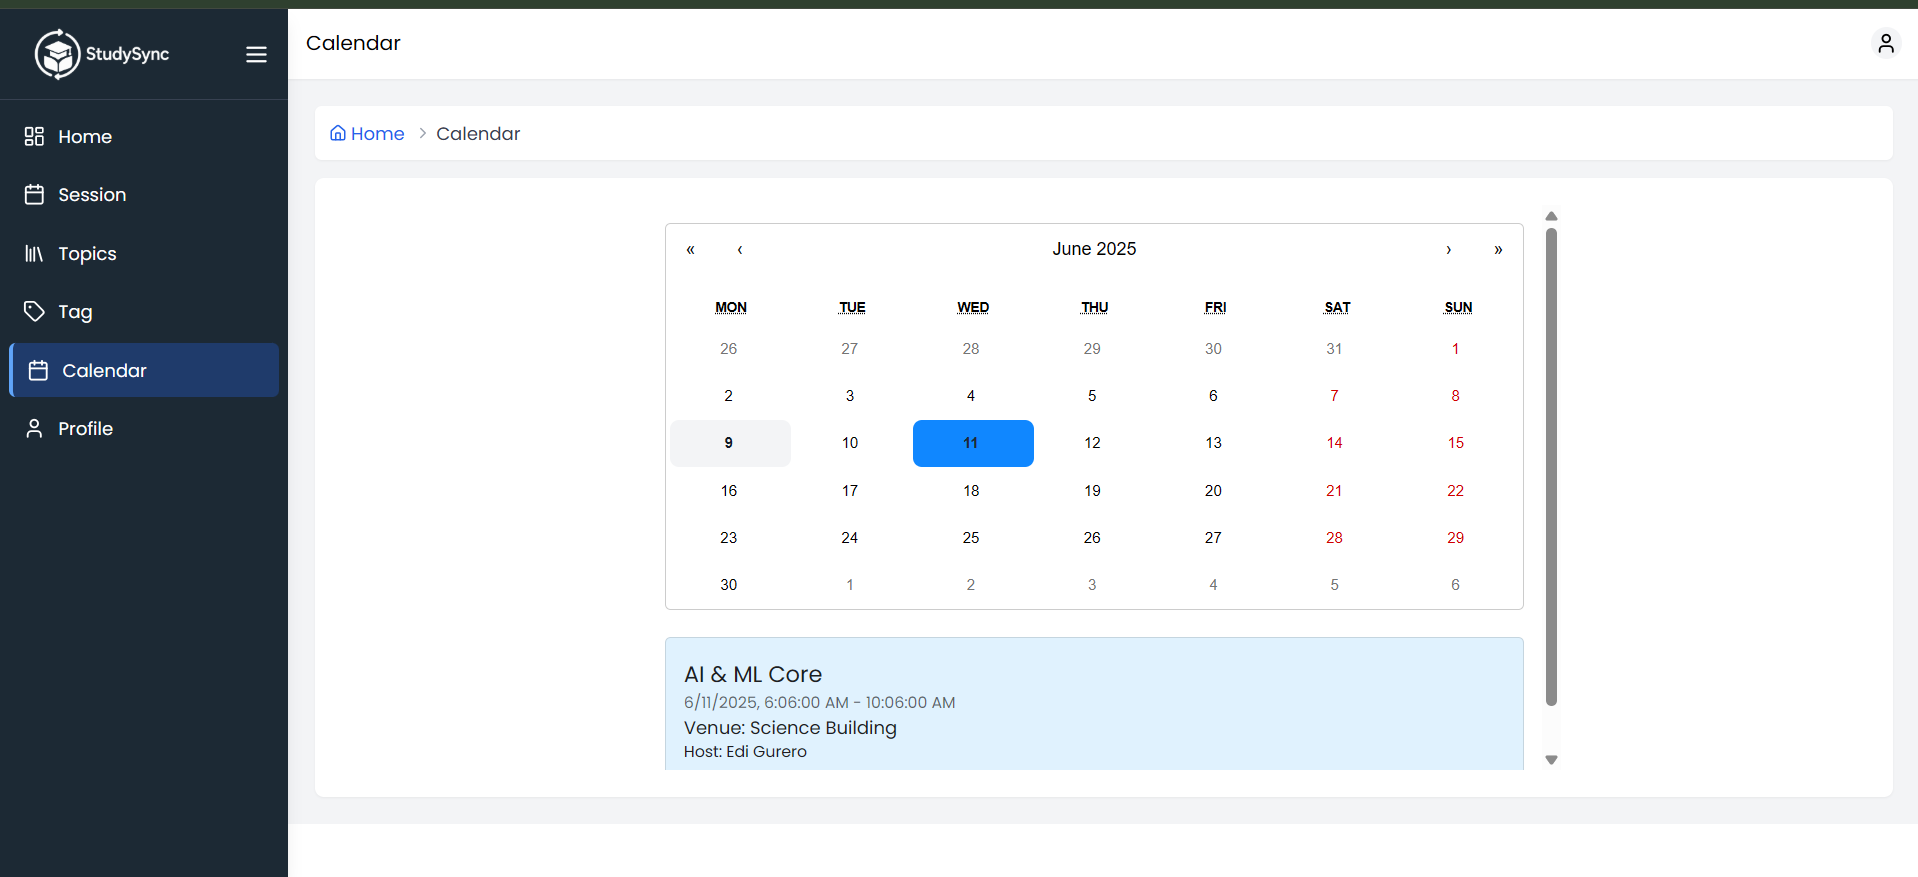 StudySync
Home
Session
Topics
Tag
Calendar
Profile
Calendar
Home > Calendar
« ‹ June 2025 › »
MON TUE WED THU FRI SAT SUN
26 27 28 29 30 31 1
2 3 4 5 6 7 8
9 10 11 12 13 14 15
16 17 18 19 20 21 22
23 24 25 26 27 28 29
30 1 2 3 4 5 6
AI & ML Core
6/11/2025, 6:06:00 AM - 10:06:00 AM
Venue: Science Building
Host: Edi Gurero